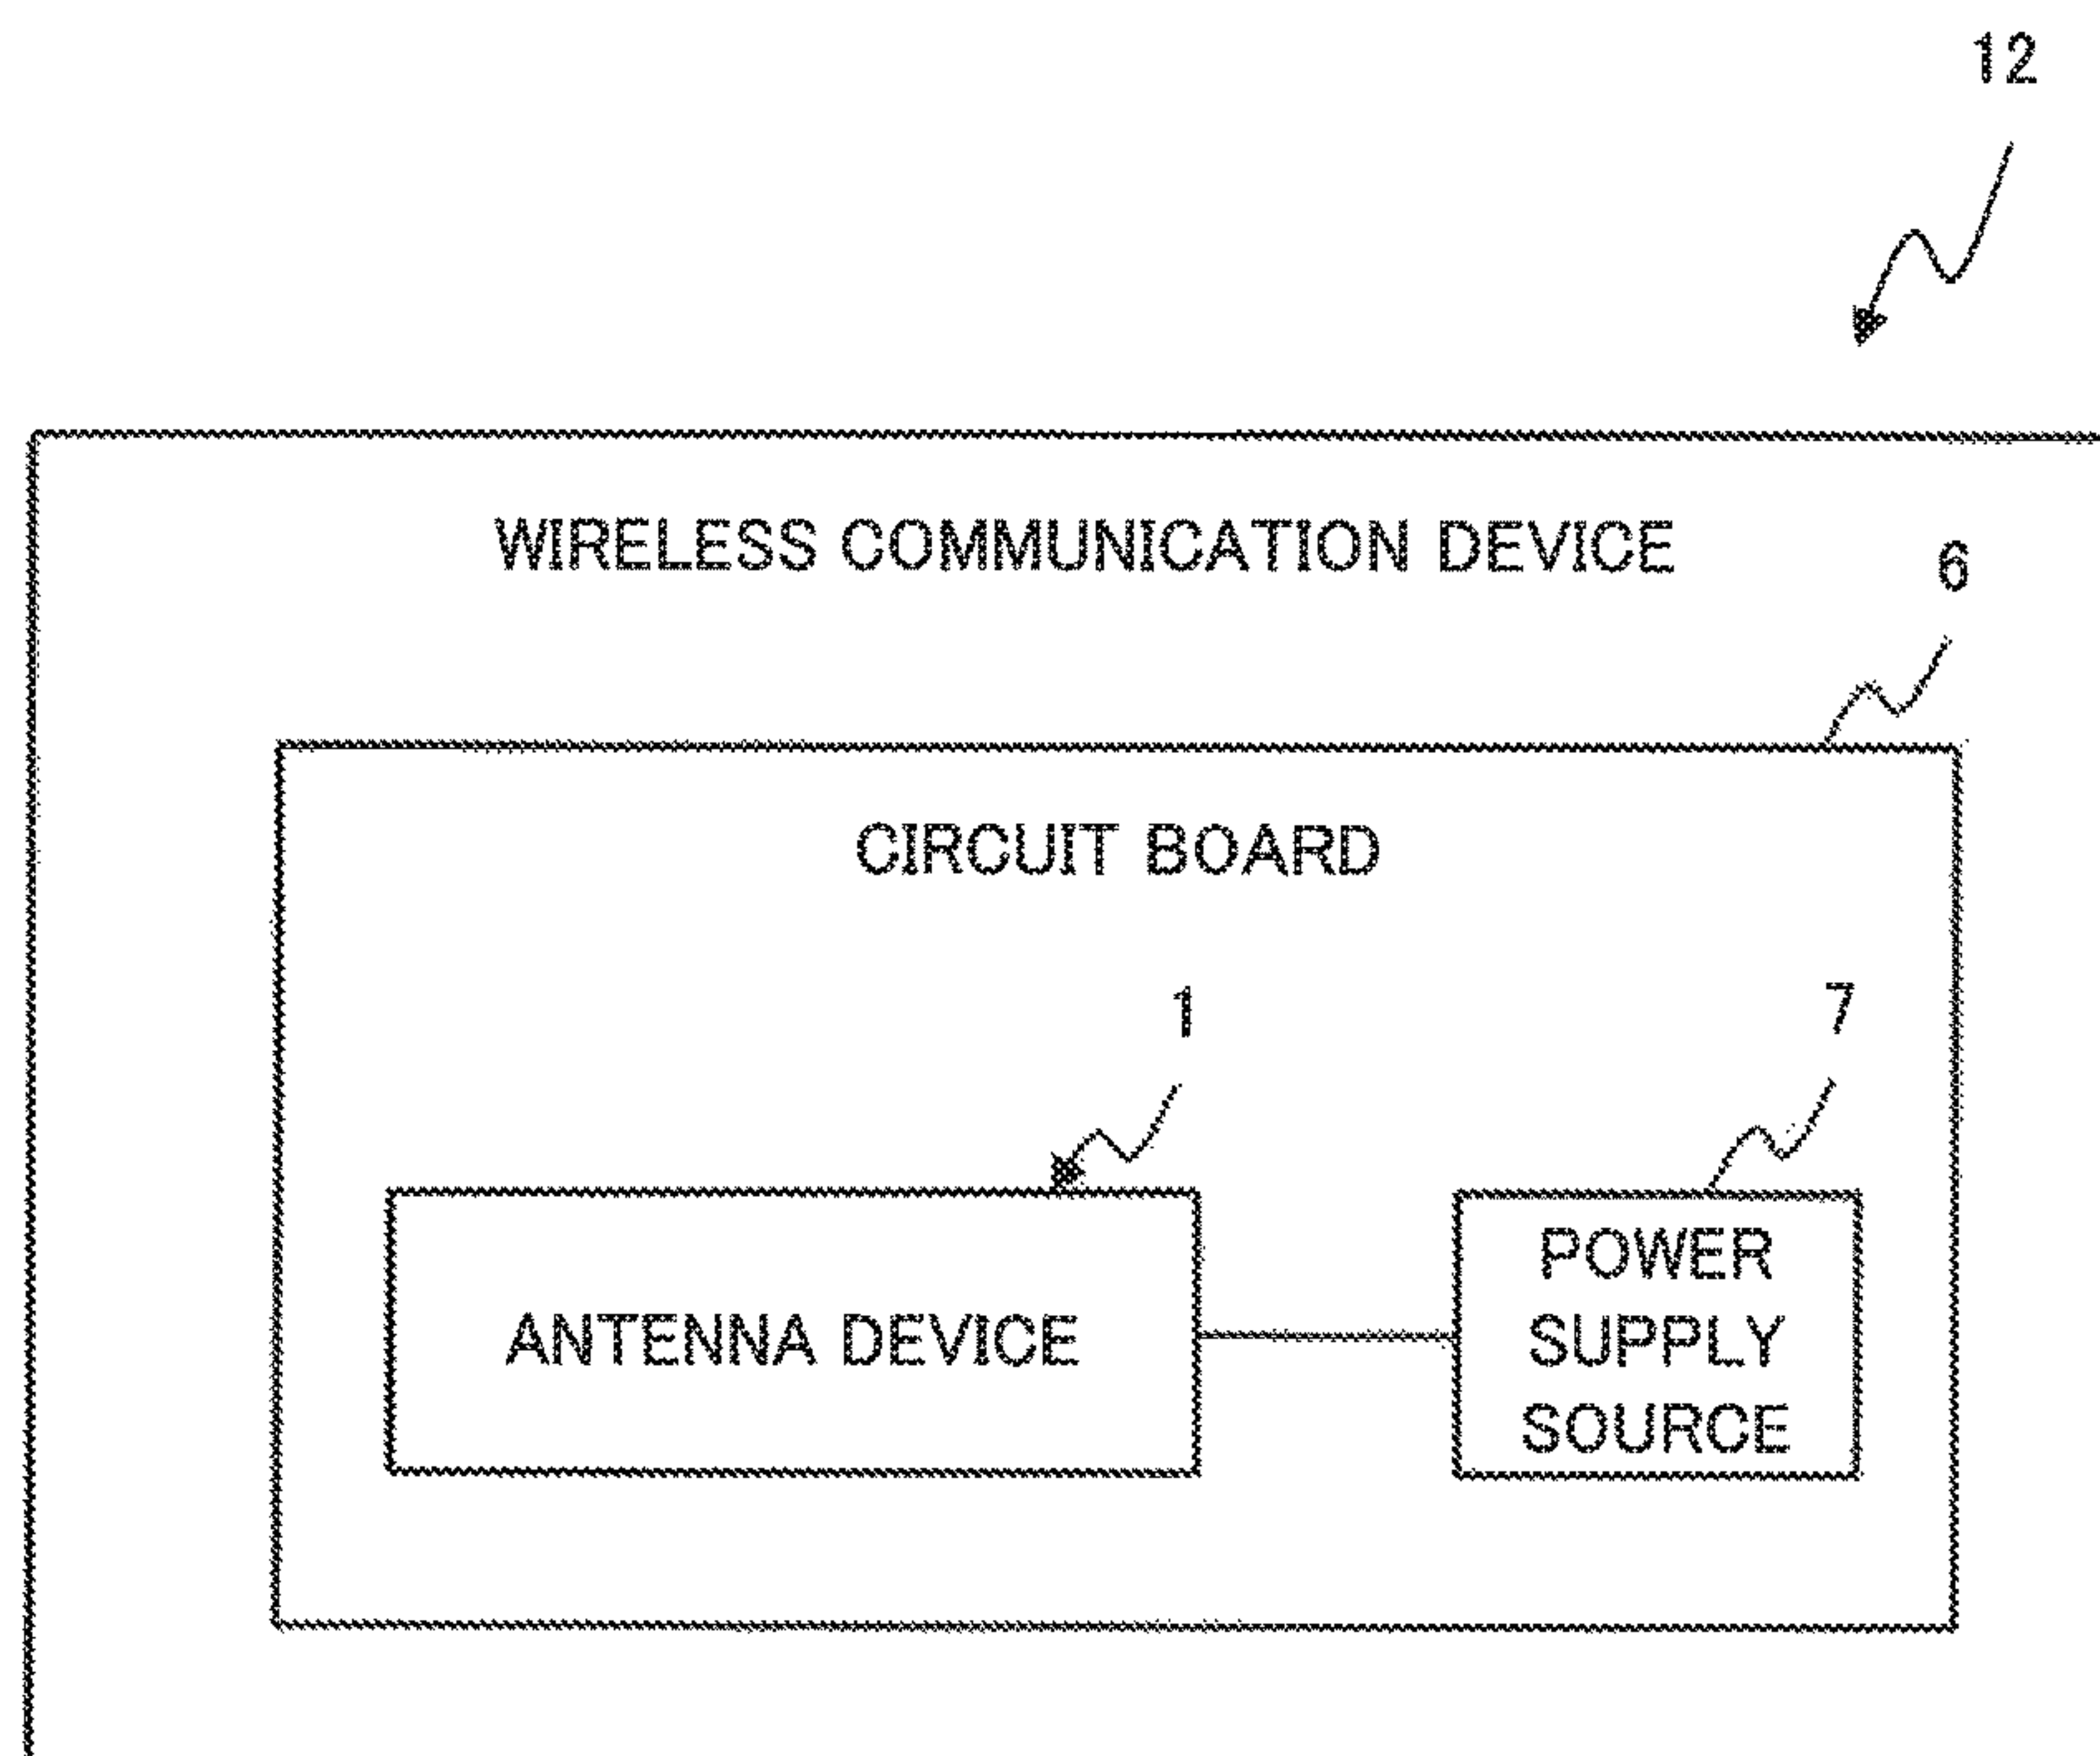 12
WIRELESS COMMUNICATION DEVICE
6
CIRCUIT BOARD
1
7
ANTENNA DEVICE
POWER
SUPPLY
SOURCE